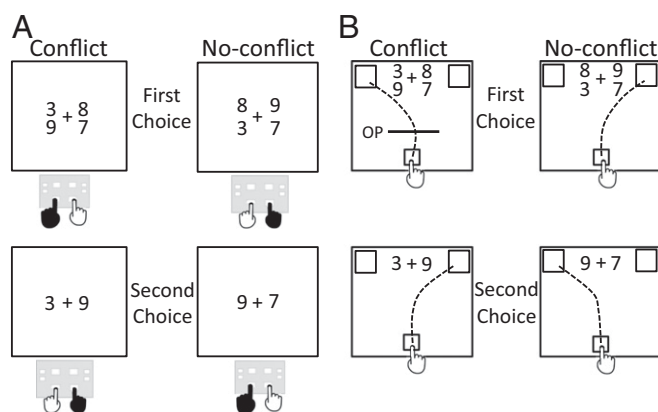 A
Conflict
No-conflict
3 + 8
9 7
First
Choice
8 + 9
3 7
3 + 9
Second
Choice
9 + 7
B
Conflict
No-conflict
3 + 8
9 7
OP
First
Choice
8 + 9
3 7
3 + 9
Second
Choice
9 + 7